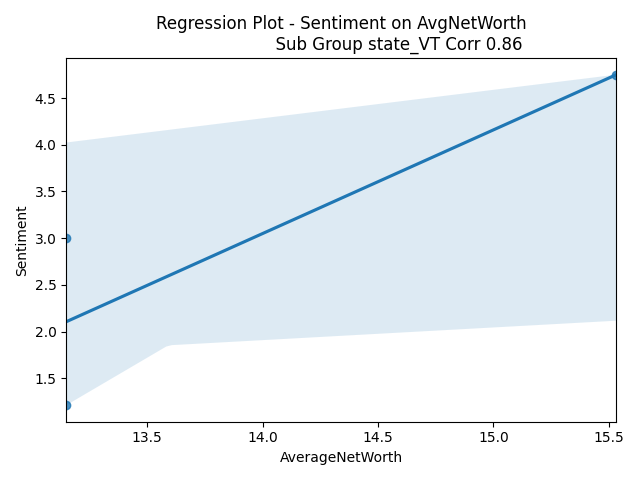 Regression Plot - Sentiment on AvgNetWorth
Sub Group state_VT Corr 0.86
4.5
4.0
3.5
3.0
2.5
2.0
1.5
Sentiment
13.5 14.0 14.5 15.0 15.5
AverageNetWorth